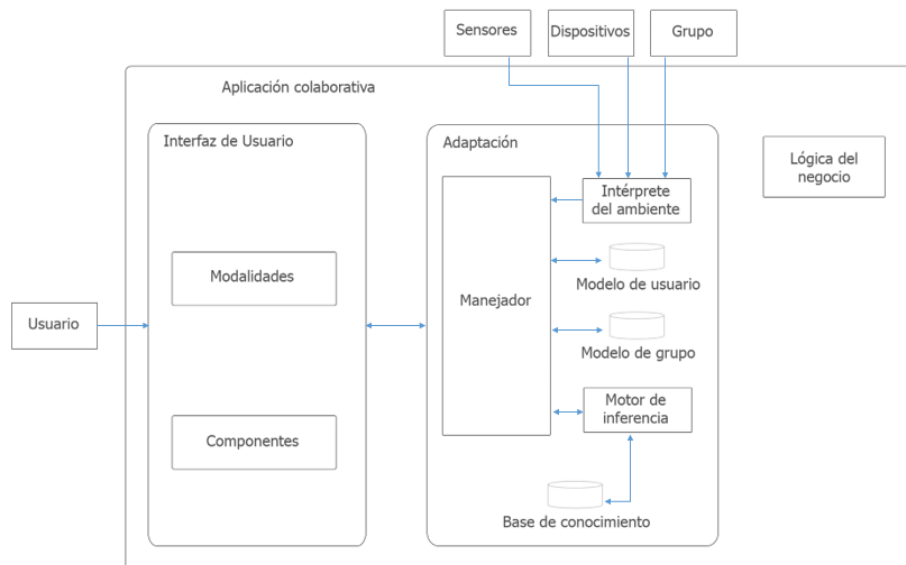 Sensores
Dispositivos
Grupo
Aplicación colaborativa
Interfaz de Usuario
Adaptación
Lógica del
negocio
Intérprete
del ambiente
Modalidades
Modelo de usuario
Manejador
Usuario
Modelo de grupo
Motor de
inferencia
Componentes
Base de conocimiento